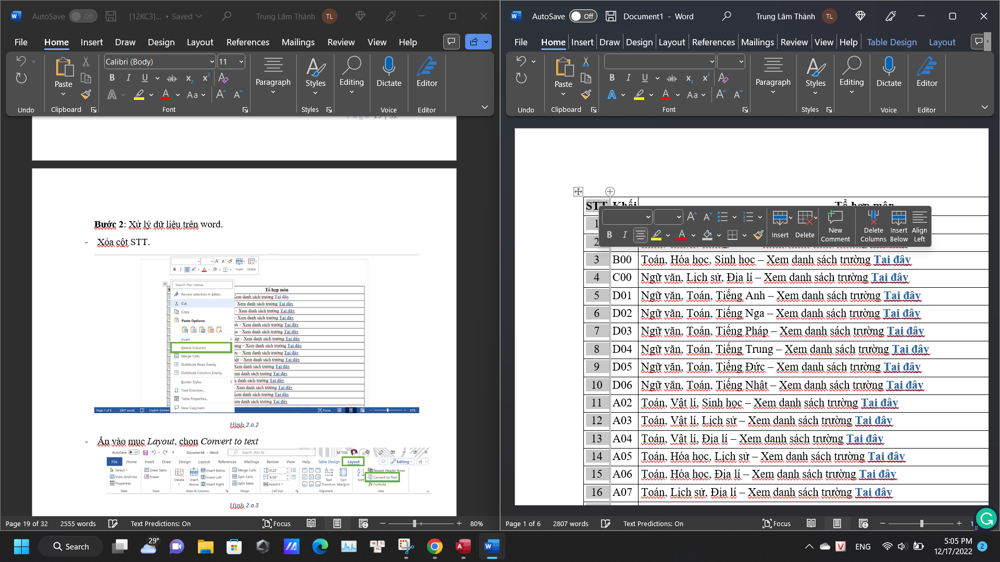 AutoSave Off [12KC3]... • Saved Trung Lâm Thành TL
File Home Insert Draw Design Layout References Mailings Review View Help
Calibri (Body) 11
Paste Paragraph Styles Editing Dictate Editor
Undo Clipboard Font Styles Voice Editor
Bước 2: Xử lý dữ liệu trên word.
- Xóa cột STT.
Search the menus
Review selection in Editor
Cut
Copy
Paste Options:
Insert
Delete Columns
Merge Cells
Distribute Rows Evenly
Distribute Columns Evenly
Border Styles
Text Direction...
Table Properties...
New Comment
Insert Delete
Tổ hợp môn
Xem danh sách trường Tại đây
Page 1 of 6 2807 words English (United Focus 97%
Hình 2.a.2
- Ấn vào mục Layout, chọn Convert to text
AutoSave Off Document4 - Word Search (Alt+Q) M TRIS
File Home Insert Draw Design Layout References Mailings Review View Help Table Design Layout Editing
Select Draw Table Insert Below Merge Cells 0.22" Repeat Header Rows
View Gridlines Eraser Delete Insert Above Insert Left Split Cells 6.56" Text Direction Cell Margins Sort Convert to Text
Properties Insert Right Split Table AutoFit Formula
Table Draw Rows & Columns Merge Cell Size Alignment Data
Hình 2.a.3
Page 19 of 32 2555 words Text Predictions: On Focus 80%
AutoSave Off Document1 - Word Trung Lâm Thành TL
File Home Insert Draw Design Layout References Mailings Review View Help Table Design Layout
Paste Paragraph Styles Editing Dictate Editor
Undo Clipboard Font Styles Voice Editor
STT Khối Tổ hợp môn
Insert Delete New Comment Delete Columns Insert Below Align Left
1
2
3 B00 Toán, Hóa học, Sinh học – Xem danh sách trường Tại đây
4 C00 Ngữ văn, Lịch sử, Địa lí – Xem danh sách trường Tại đây
5 D01 Ngữ văn, Toán, Tiếng Anh – Xem danh sách trường Tại đây
6 D02 Ngữ văn, Toán, Tiếng Nga – Xem danh sách trường Tại đây
7 D03 Ngữ văn, Toán, Tiếng Pháp – Xem danh sách trường Tại đây
8 D04 Ngữ văn, Toán, Tiếng Trung – Xem danh sách trường Tại đây
9 D05 Ngữ văn, Toán, Tiếng Đức – Xem danh sách trường Tại đây
10 D06 Ngữ văn, Toán, Tiếng Nhật – Xem danh sách trường Tại đây
11 A02 Toán, Vật lí, Sinh học – Xem danh sách trường Tại đây
12 A03 Toán, Vật lí, Lịch sử – Xem danh sách trường Tại đây
13 A04 Toán, Vật lí, Địa lí – Xem danh sách trường Tại đây
14 A05 Toán, Hóa học, Lịch sử – Xem danh sách trường Tại đây
15 A06 Toán, Hóa học, Địa lí – Xem danh sách trường Tại đây
16 A07 Toán, Lịch sử, Địa lí – Xem danh sách trường Tại đây
Page 1 of 6 2807 words Text Predictions: On Focus
29° Search ENG 5:05 PM
12/17/2022 2